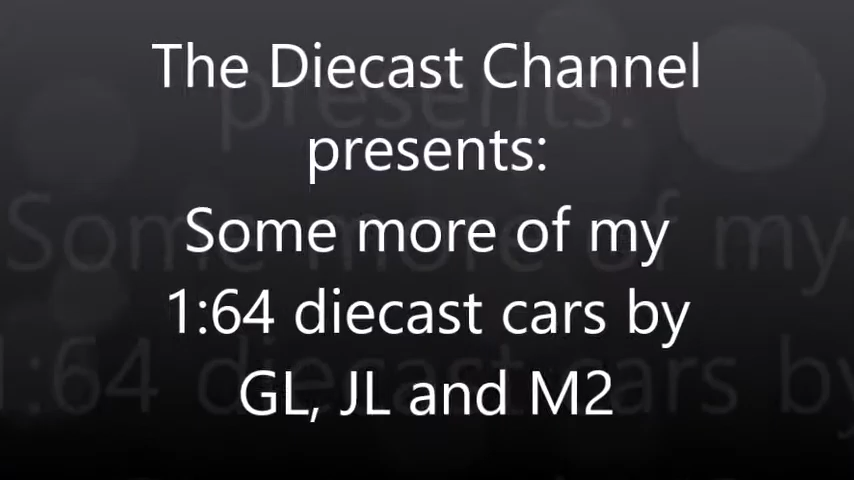 The Diecast Channel
presents:
Some more of my
1:64 diecast cars by
GL, JL and M2